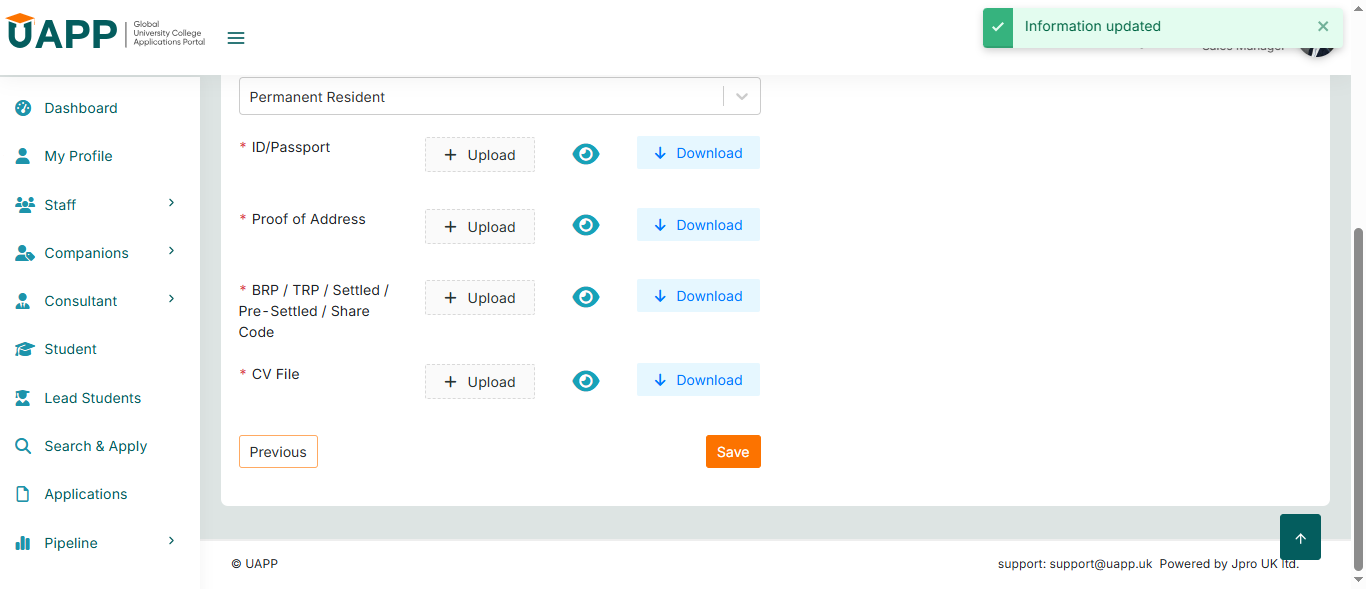 UAPP
Global
University College
Applications Portal
Information updated
Sales Manager
Dashboard
My Profile
Staff
Companions
Consultant
Student
Lead Students
Search & Apply
Applications
Pipeline
Permanent Resident
* ID/Passport
+ Upload
Download
* Proof of Address
+ Upload
Download
* BRP / TRP / Settled /
Pre-Settled / Share
Code
+ Upload
Download
* CV File
+ Upload
Download
Previous
Save
© UAPP
support: support@uapp.uk Powered by Jpro UK ltd.